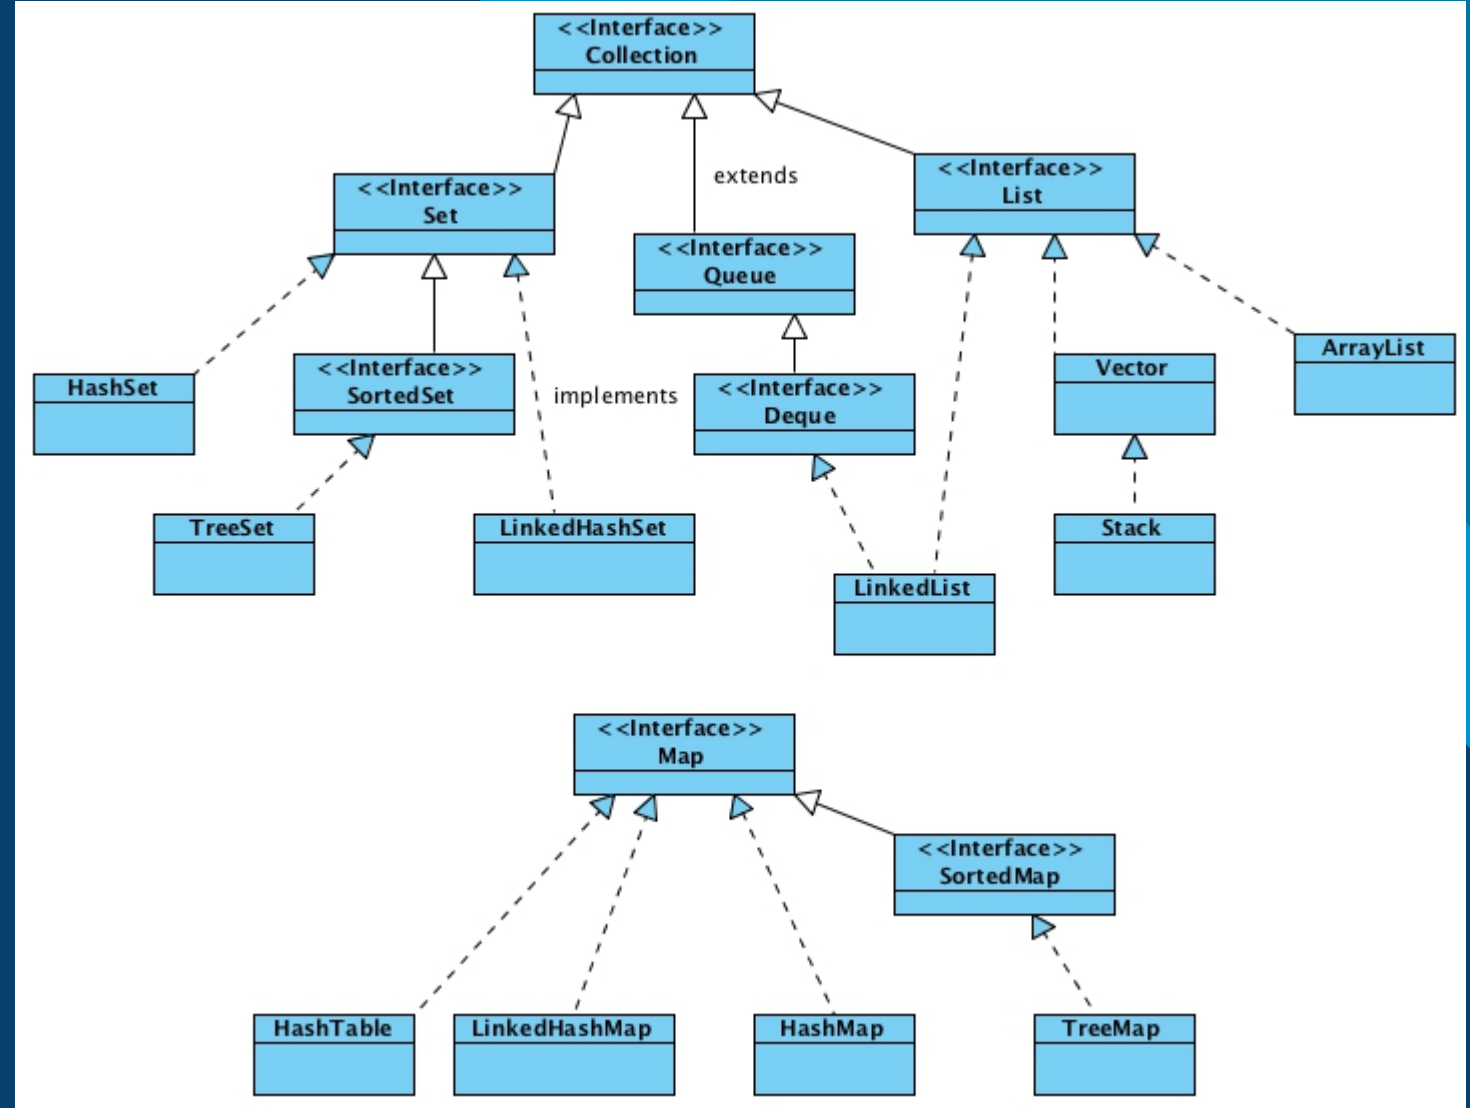 <<Interface>>
Collection
extends
<<Interface>>
Set
<<Interface>>
List
<<Interface>>
Queue
HashSet
<<Interface>>
SortedSet
implements
<<Interface>>
Deque
Vector
ArrayList
TreeSet
LinkedHashSet
LinkedList
Stack
<<Interface>>
Map
<<Interface>>
SortedMap
HashTable
LinkedHashMap
HashMap
TreeMap